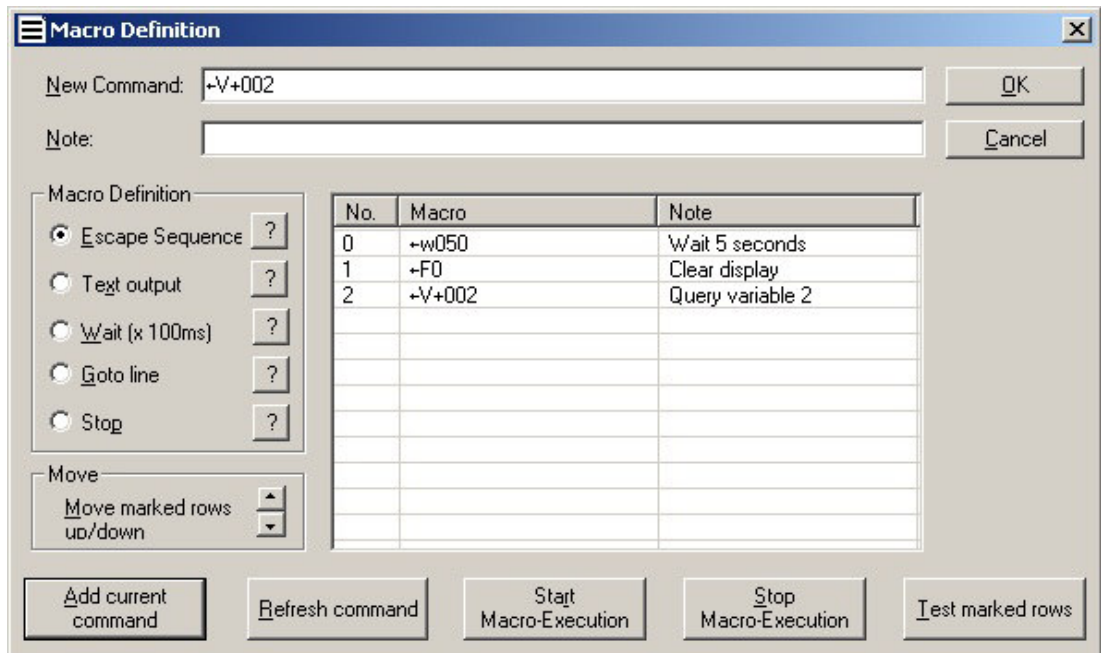 Macro Definition
New Command: ←V+002 OK
Note: Cancel
Macro Definition
Escape Sequence ?
Text output ?
Wait (x 100ms) ?
Goto line ?
Stop ?
Move
Move marked rows
up/down
No. Macro Note
0 ←w050 Wait 5 seconds
1 ←F0 Clear display
2 ←V+002 Query variable 2
Add current
command
Refresh command
Start
Macro-Execution
Stop
Macro-Execution
Test marked rows